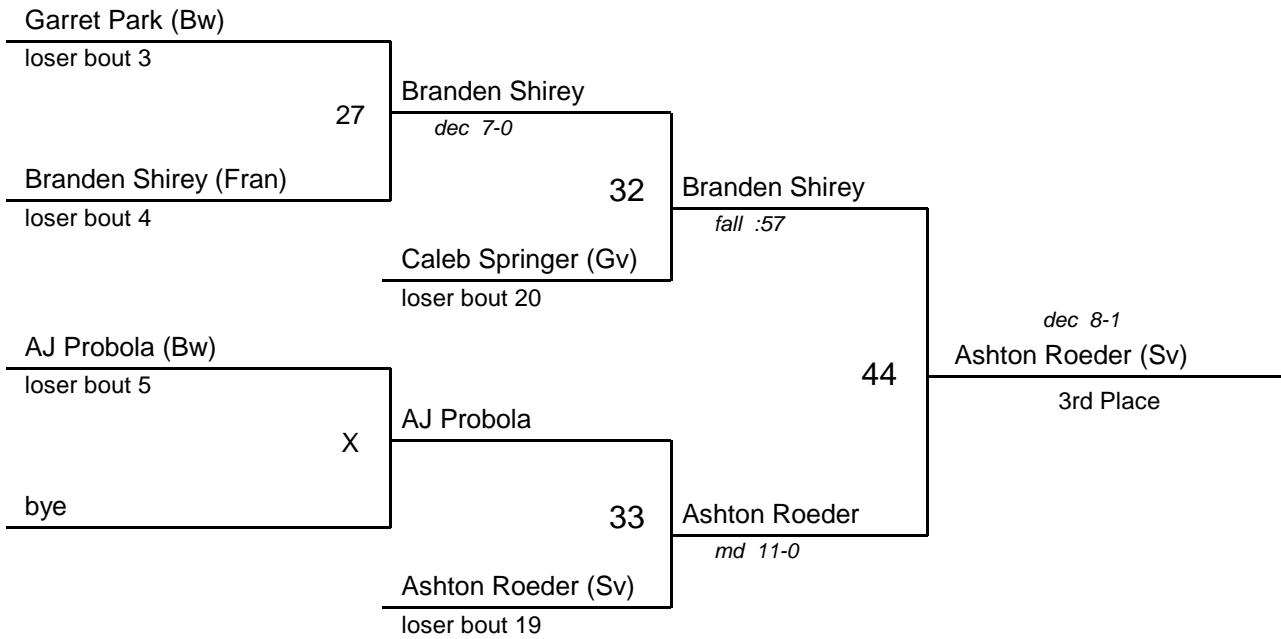 Garret Park (Bw)
loser bout 3
27
Branden Shirey
dec 7-0
Branden Shirey (Fran)
loser bout 4
32
Branden Shirey
fall :57
Caleb Springer (Gv)
loser bout 20
dec 8-1
Ashton Roeder (Sv)
3rd Place
44
AJ Probola (Bw)
loser bout 5
X
AJ Probola
bye
33
Ashton Roeder
md 11-0
Ashton Roeder (Sv)
loser bout 19